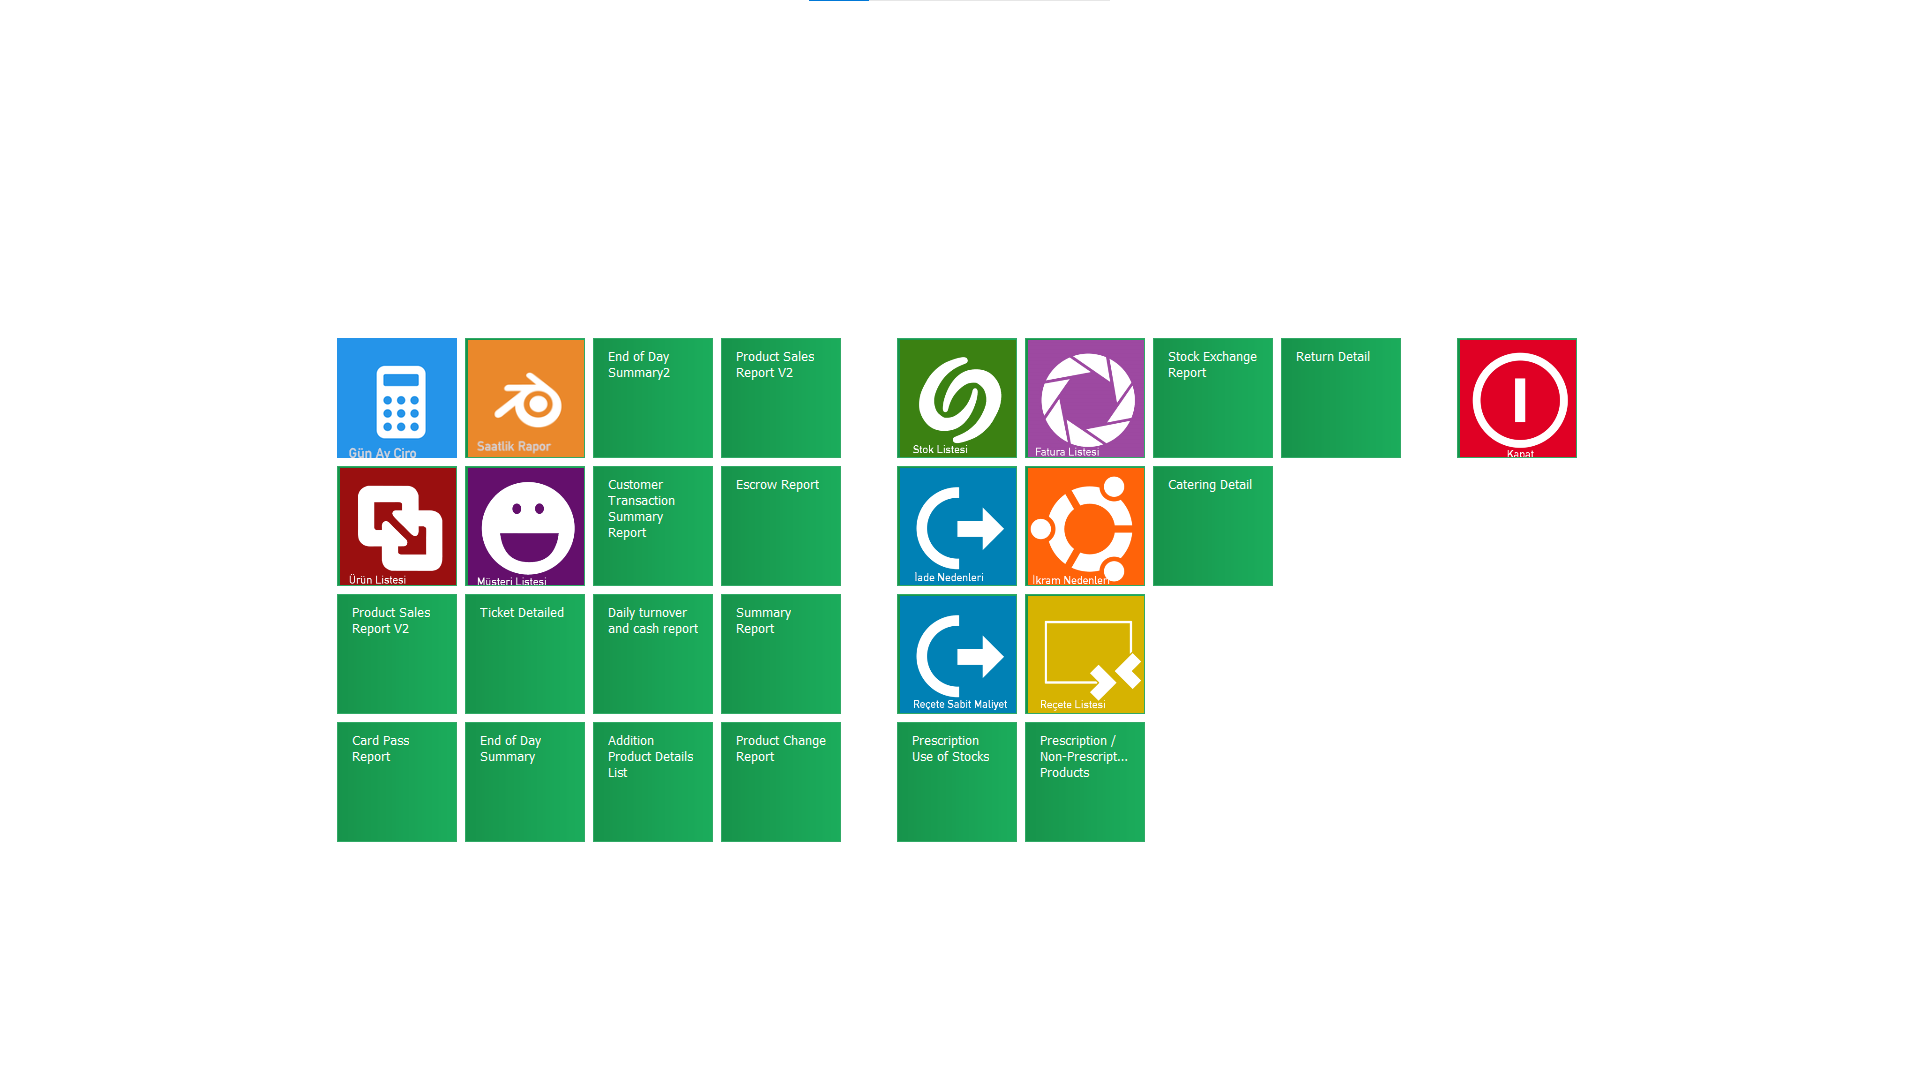 Gün Ay Ciro
Saatlik Rapor
End of Day
Summary2
Product Sales
Report V2
Stok Listesi
Fatura Listesi
Stock Exchange
Report
Return Detail
Kapat
Ürün Listesi
Müşteri Listesi
Customer
Transaction
Summary
Report
Escrow Report
İade Nedenleri
İkram Nedenleri
Catering Detail
Product Sales
Report V2
Ticket Detailed
Daily turnover
and cash report
Summary
Report
Reçete Sabit Maliyet
Reçete Listesi
Card Pass
Report
End of Day
Summary
Addition
Product Details
List
Product Change
Report
Prescription
Use of Stocks
Prescription /
Non-Prescript...
Products